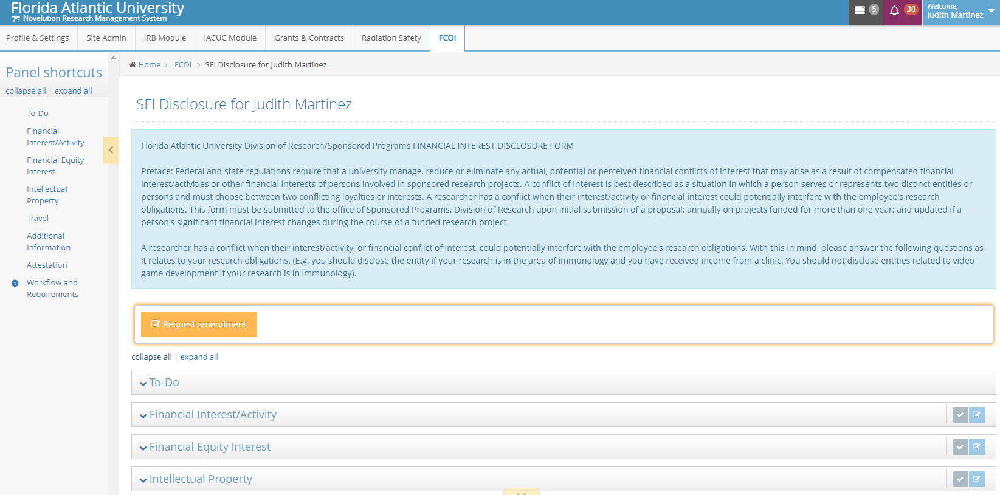 Florida Atlantic University
Novelution Research Management System
5
38
Welcome,
Judith Martinez
Profile & Settings
Site Admin
IRB Module
IACUC Module
Grants & Contracts
Radiation Safety
FCOI
Panel shortcuts
collapse all | expand all
To-Do
Financial
Interest/Activity
Financial Equity
Interest
Intellectual
Property
Travel
Additional
Information
Attestation
Workflow and
Requirements
Home > FCOI > SFI Disclosure for Judith Martinez
SFI Disclosure for Judith Martinez
Florida Atlantic University Division of Research/Sponsored Programs FINANCIAL INTEREST DISCLOSURE FORM
Preface: Federal and state regulations require that a university manage, reduce or eliminate any actual, potential or perceived financial conflicts of interest that may arise as a result of compensated financial
interest/activities or other financial interests of persons involved in sponsored research projects. A conflict of interest is best described as a situation in which a person serves or represents two distinct entities or
persons and must choose between two conflicting loyalties or interests. A researcher has a conflict when their interest/activity or financial interest could potentially interfere with the employee's research
obligations. This form must be submitted to the office of Sponsored Programs, Division of Research upon initial submission of a proposal; annually on projects funded for more than one year; and updated if a
person's significant financial interest changes during the course of a funded research project.
A researcher has a conflict when their interest/activity, or financial conflict of interest, could potentially interfere with the employee's research obligations. With this in mind, please answer the following questions as
it relates to your research obligations. (E.g. you should disclose the entity if your research is in the area of immunology and you have received income from a clinic. You should not disclose entities related to video
game development if your research is in immunology).
Request amendment
collapse all | expand all
To-Do
Financial Interest/Activity
Financial Equity Interest
Intellectual Property